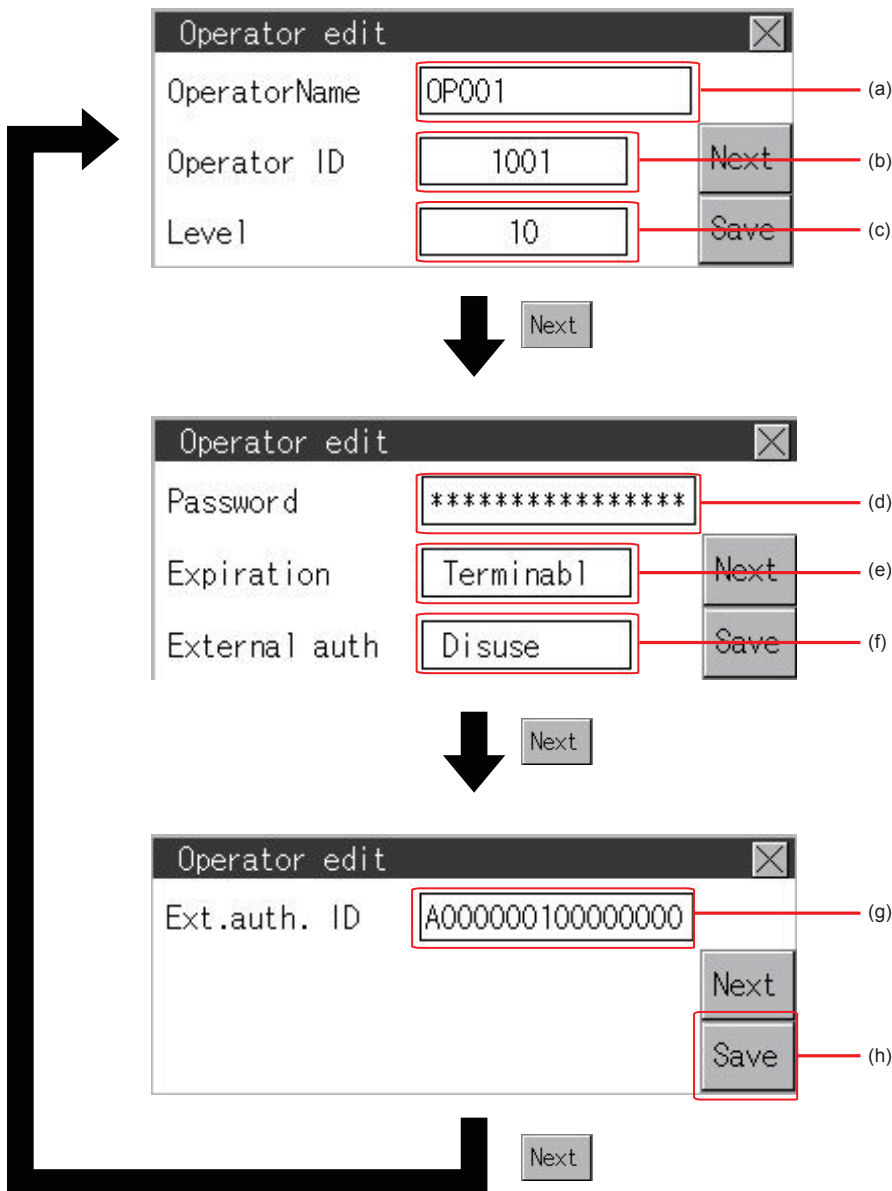 Operator edit
OperatorName OP001 (a)
Operator ID 1001 Next (b)
Level 10 Save (c)
Next
Operator edit
Password **************** (d)
Expiration Terminabl Next (e)
External auth Disuse Save (f)
Next
Operator edit
Ext.auth. ID A000000100000000 (g)
Next
Save (h)
Next